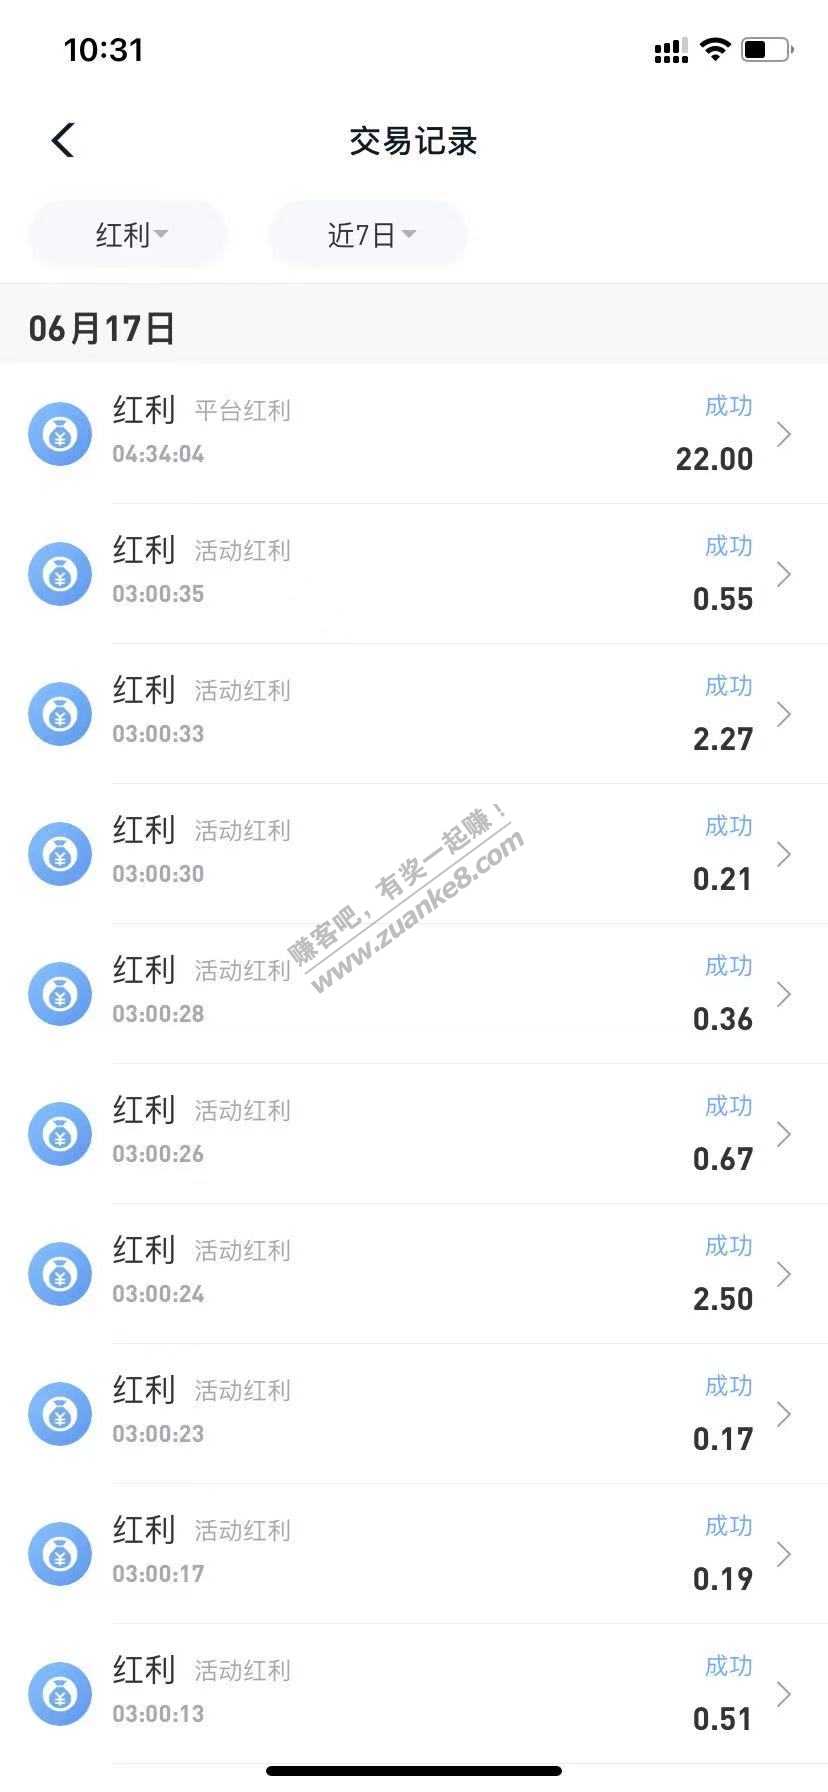 10:31
交易记录
红利
近7日
06月17日
红利 平台红利 成功
04:34:04 22.00
红利 活动红利 成功
03:00:35 0.55
红利 活动红利 成功
03:00:33 2.27
红利 活动红利 成功
03:00:30 0.21
赚客吧，有奖一起赚！
www.zuanke8.com
红利 活动红利 成功
03:00:28 0.36
红利 活动红利 成功
03:00:26 0.67
红利 活动红利 成功
03:00:24 2.50
红利 活动红利 成功
03:00:23 0.17
红利 活动红利 成功
03:00:17 0.19
红利 活动红利 成功
03:00:13 0.51